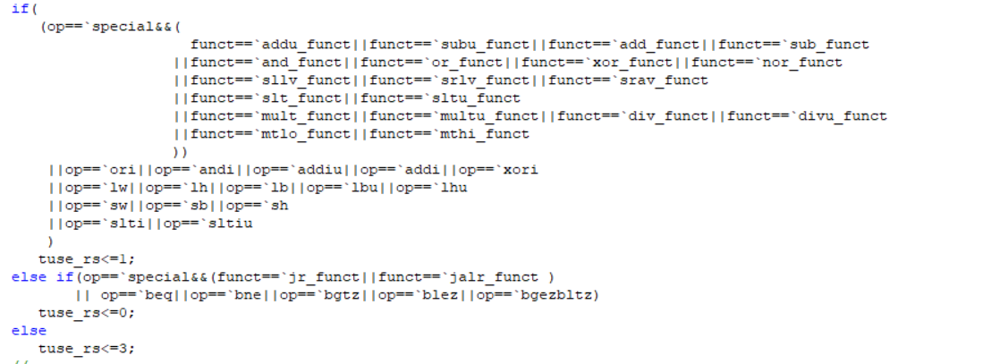 if(
(op==`special&&(
funct==`addu_funct||funct==`subu_funct||funct==`add_funct||funct==`sub_funct
||funct==`and_funct||funct==`or_funct||funct==`xor_funct||funct==`nor_funct
||funct==`sllv_funct||funct==`srlv_funct||funct==`srav_funct
||funct==`slt_funct||funct==`sltu_funct
||funct==`mult_funct||funct==`multu_funct||funct==`div_funct||funct==`divu_funct
||funct==`mtlo_funct||funct==`mthi_funct
))
||op==`ori||op==`andi||op==`addiu||op==`addi||op==`xori
||op==`lw||op==`lh||op==`lb||op==`lbu||op==`lhu
||op==`sw||op==`sb||op==`sh
||op==`slti||op==`sltiu
)
tuse_rs<=1;
else if(op==`special&&(funct==`jr_funct||funct==`jalr_funct )
|| op==`beq||op==`bne||op==`bgtz||op==`blez||op==`bgezbltz)
tuse_rs<=0;
else
tuse_rs<=3;
//